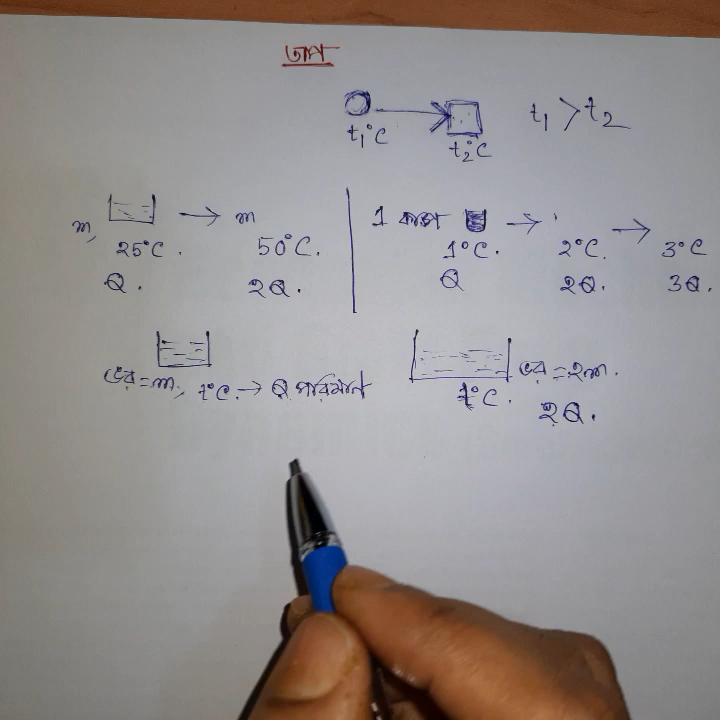 তাপ
t₁°C t₂°C t₁ > t₂
m, → m
25°C. 50°C.
Q. 2Q.
1 কাপ → →
1°C. 2°C. 3°C
Q 2Q. 3Q.
ভর = m, 1°C. → Q পরিমাণ
ভর = 2m.
1°C.
2Q.